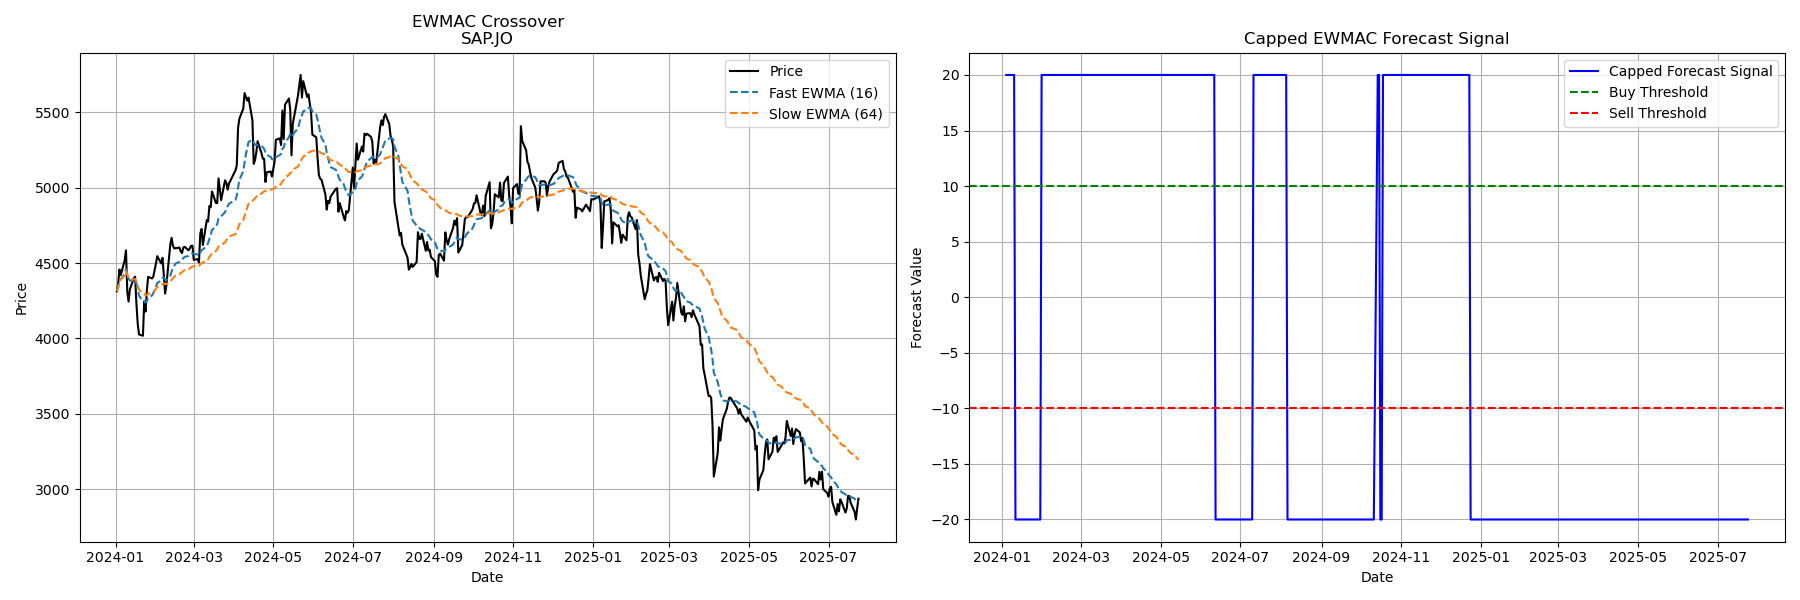 EWMAC Crossover
SAP.JO
Price
Fast EWMA (16)
Slow EWMA (64)
5500
5000
4500
4000
3500
3000
Price
2024-01
2024-03
2024-05
2024-07
2024-09
2024-11
2025-01
2025-03
2025-05
2025-07
Date
Capped EWMAC Forecast Signal
Capped Forecast Signal
Buy Threshold
Sell Threshold
20
15
10
5
0
−5
−10
−15
−20
Forecast Value
2024-01
2024-03
2024-05
2024-07
2024-09
2024-11
2025-01
2025-03
2025-05
2025-07
Date